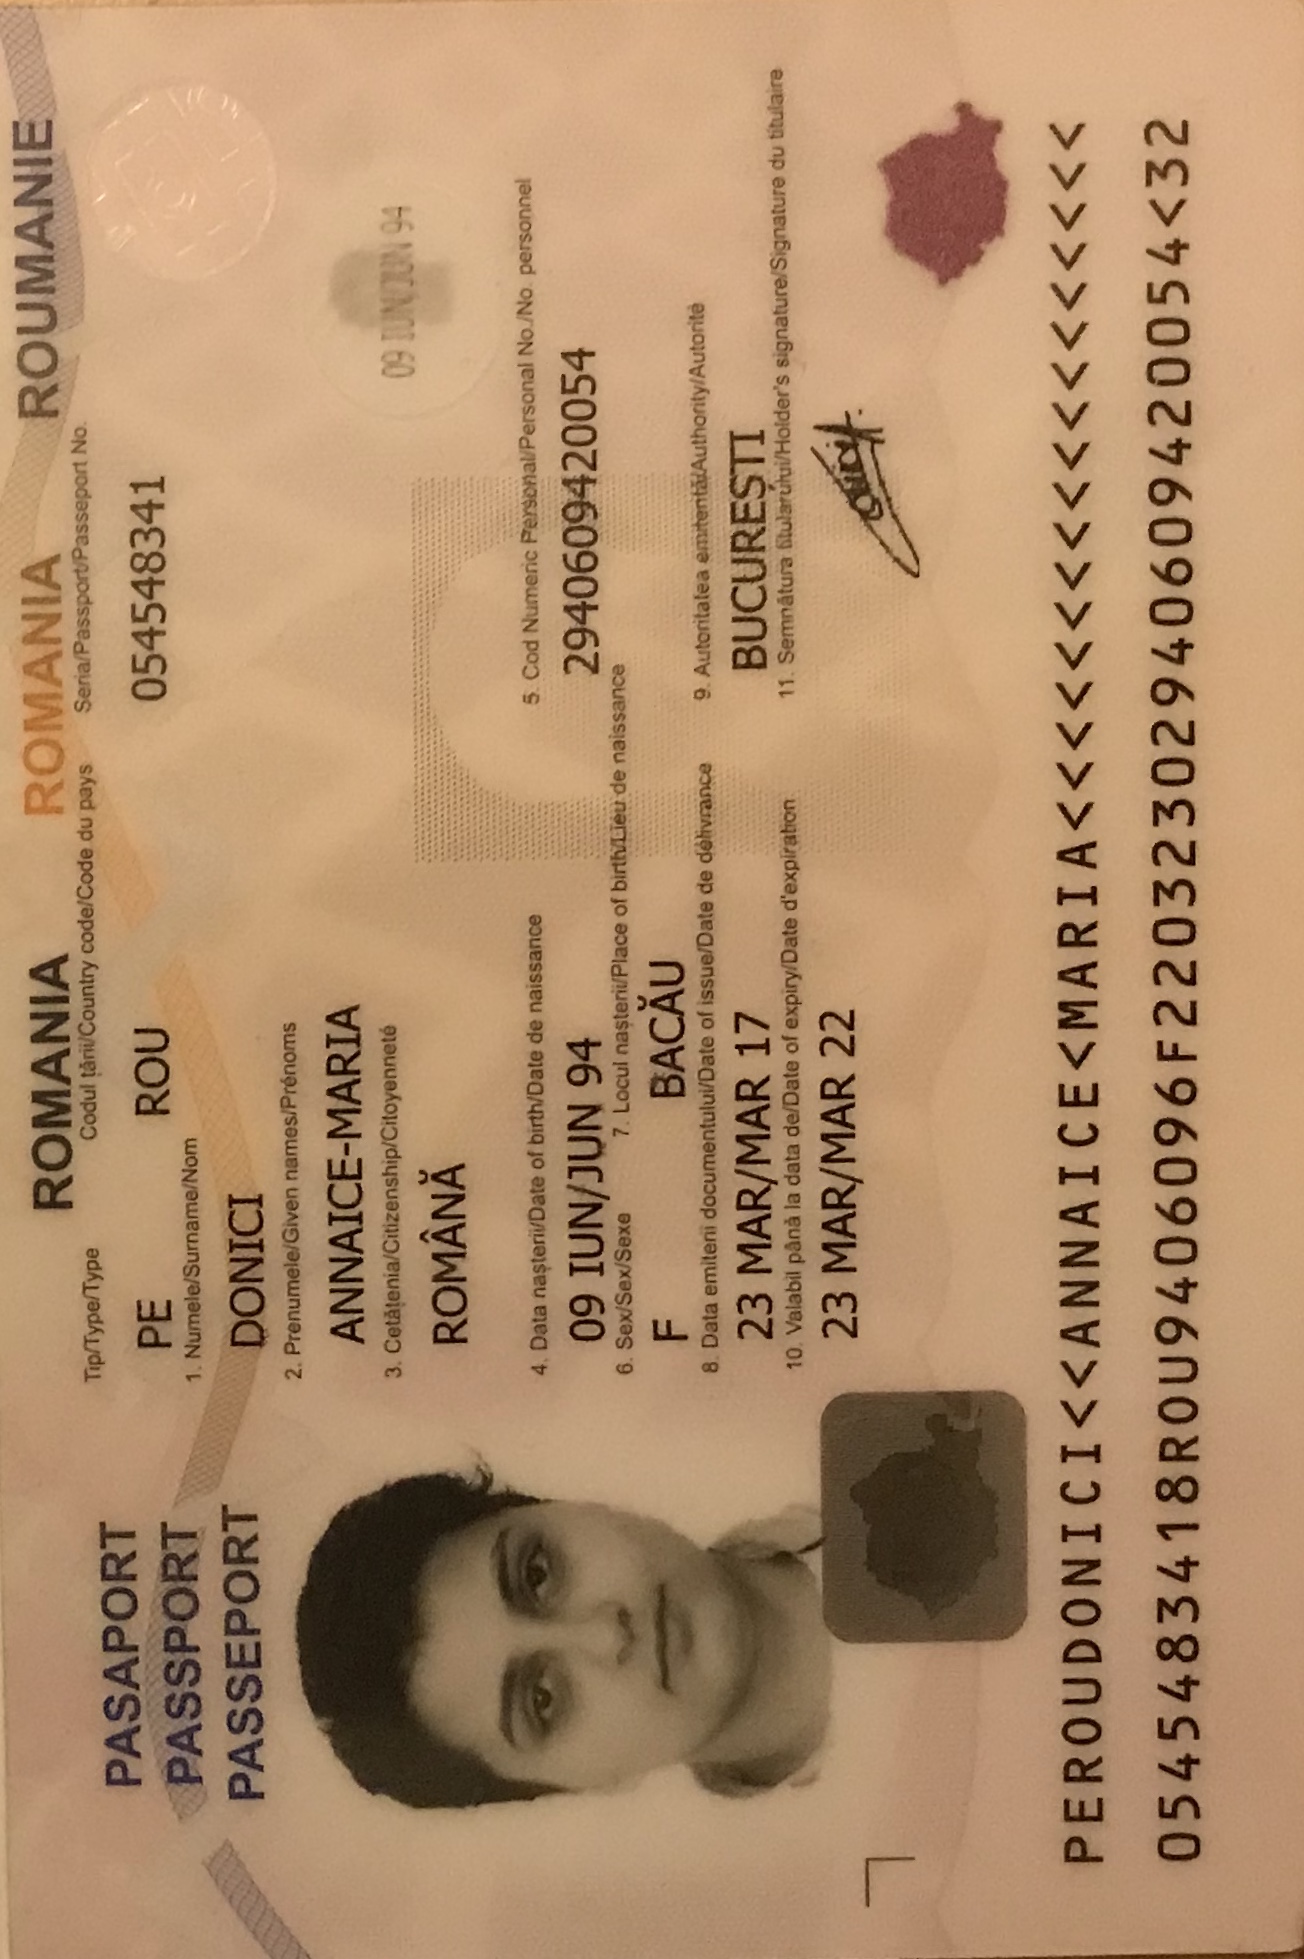 ROMANIA ROMANIA ROUMANIE
PASAPORT
PASSPORT
PASSEPORT
Tip/Type/Type Codul țării/Country code/Code du pays Seria/Passport/Passeport No.
PE ROU 054548341
1. Numele/Surname/Nom
DONICI
2. Prenumele/Given names/Prénoms
ANNAICE-MARIA
3. Cetățenia/Citizenship/Citoyenneté
ROMÂNĂ
09 IUN/JUN 94
4. Data nașterii/Date of birth/Date de naissance 5. Cod Numeric Personal/Personal No./No. personnel
09 IUN/JUN 94 2940609420054
6. Sex/Sex/Sexe 7. Locul nașterii/Place of birth/Lieu de naissance
F BACĂU
8. Data emiterii documentului/Date of issue/Date de délivrance 9. Autoritatea emitentă/Authority/Autorité
23 MAR/MAR 17 BUCUREȘTI
10. Valabil până la data de/Date of expiry/Date d'expiration 11. Semnătura titularului/Holder's signature/Signature du titulaire
23 MAR/MAR 22
PEROUDONICI<<ANNAICE<MARIA<<<<<<<<<<<<<<<<<<
0545483418ROU9406096F22032302940609420054<32